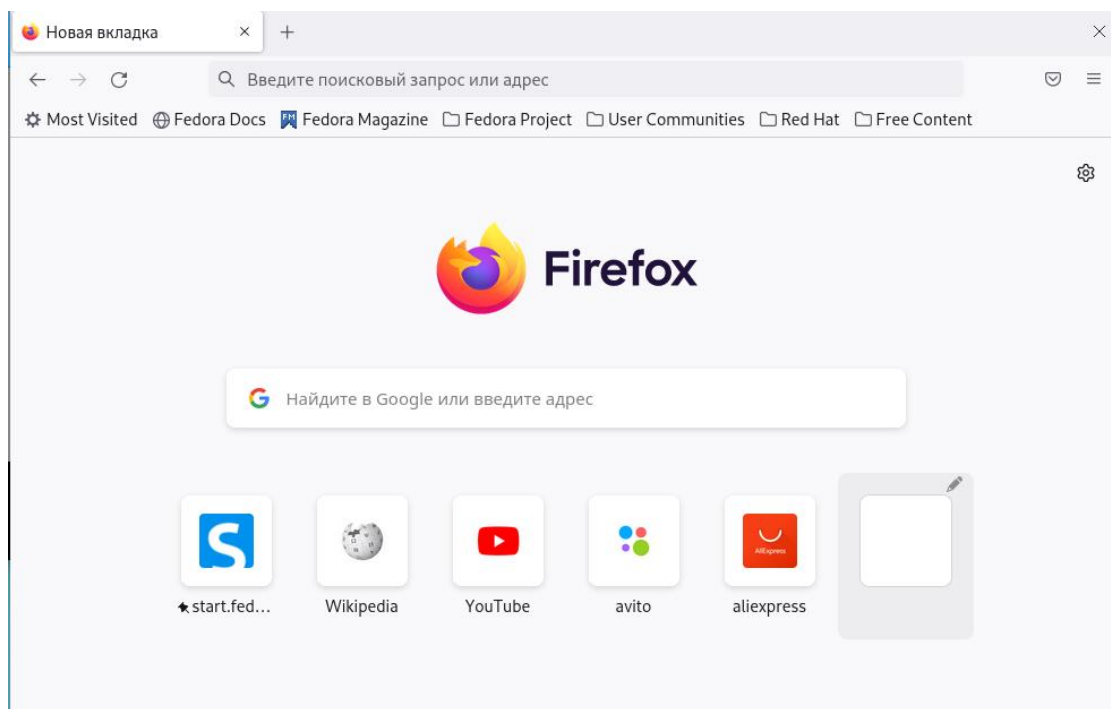 Новая вкладка
Введите поисковый запрос или адрес
Most Visited Fedora Docs Fedora Magazine Fedora Project User Communities Red Hat Free Content
Firefox
Найдите в Google или введите адрес
AliExpress
start.fed... Wikipedia YouTube avito aliexpress